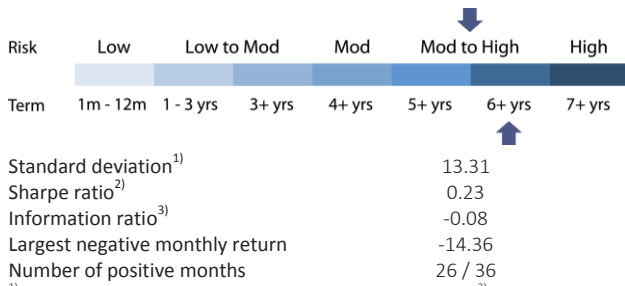 Risk Low Low to Mod Mod Mod to High High
Term 1m - 12m 1 - 3 yrs 3+ yrs 4+ yrs 5+ yrs 6+ yrs 7+ yrs
Standard deviation1) 13.31
Sharpe ratio2) 0.23
Information ratio3) -0.08
Largest negative monthly return -14.36
Number of positive months 26 / 36